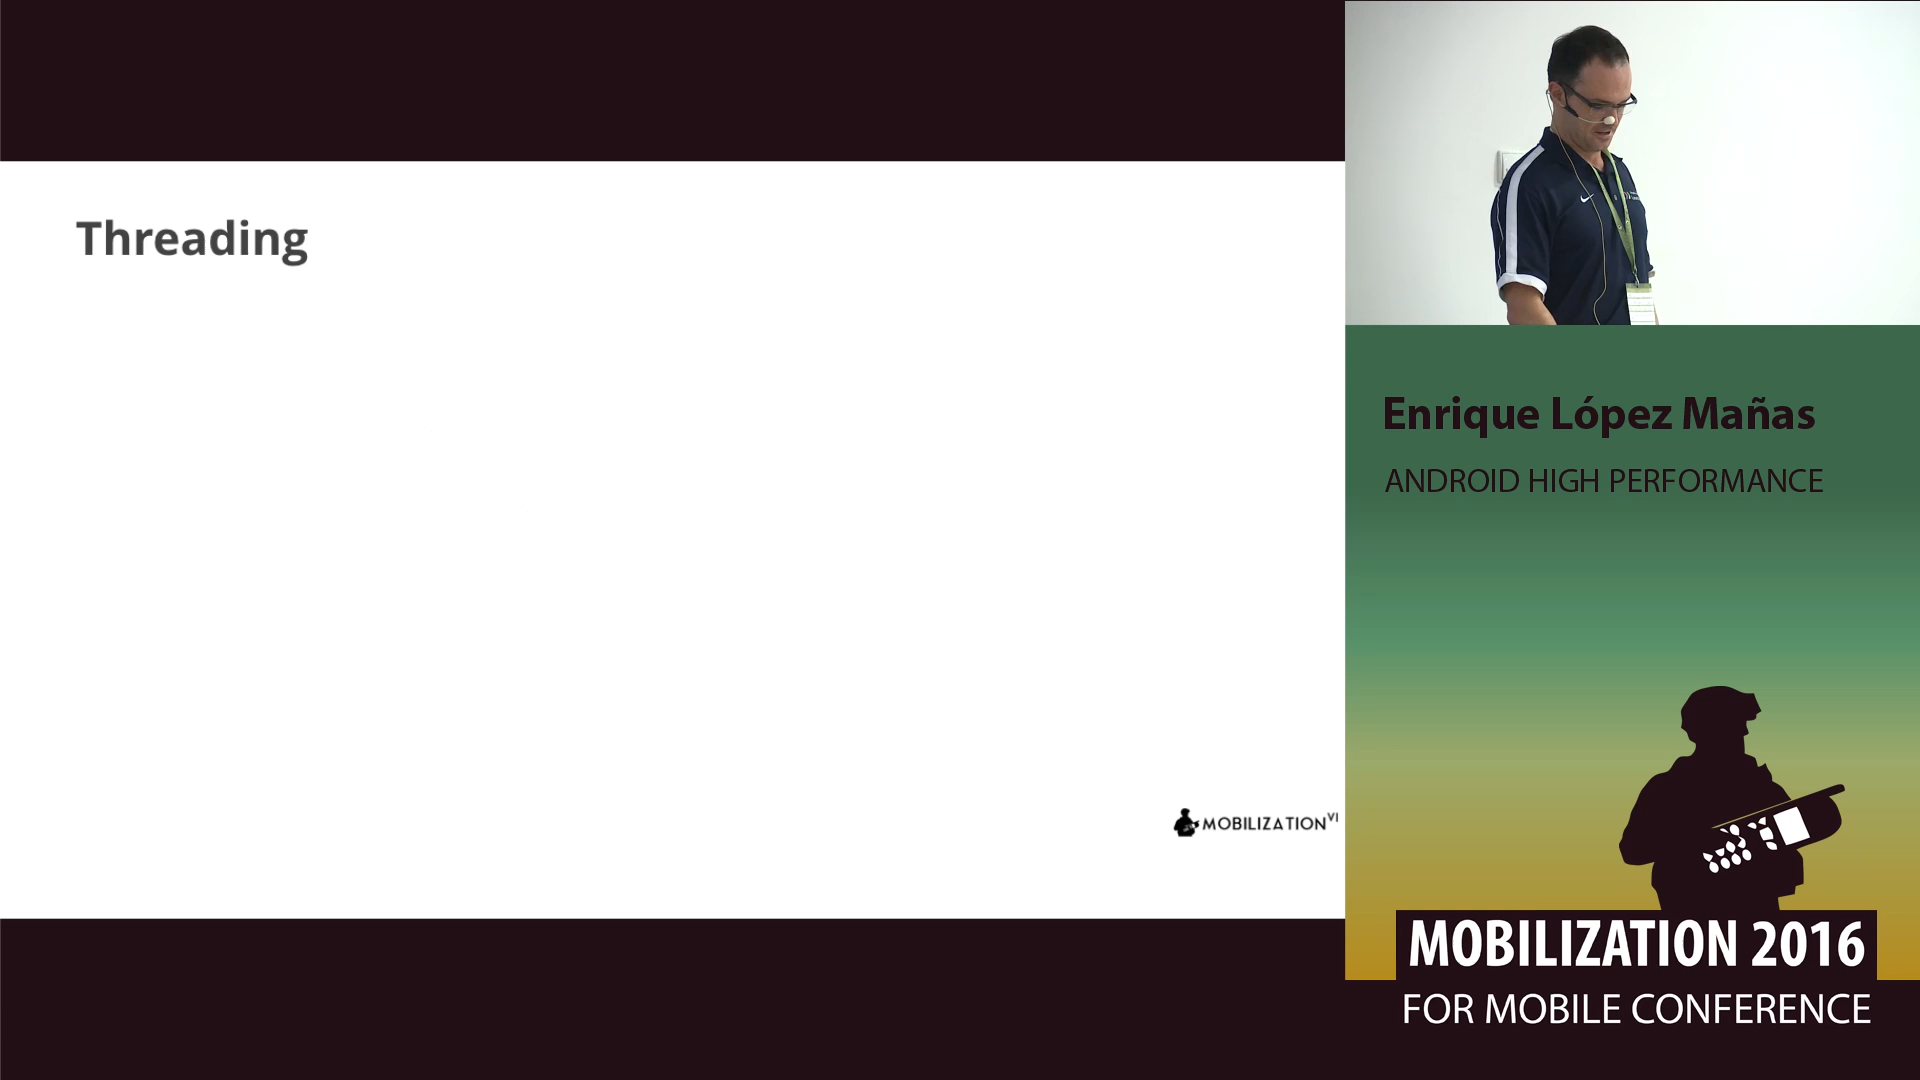 Threading
MOBILIZATION VI
Enrique López Mañas
ANDROID HIGH PERFORMANCE
MOBILIZATION 2016
FOR MOBILE CONFERENCE